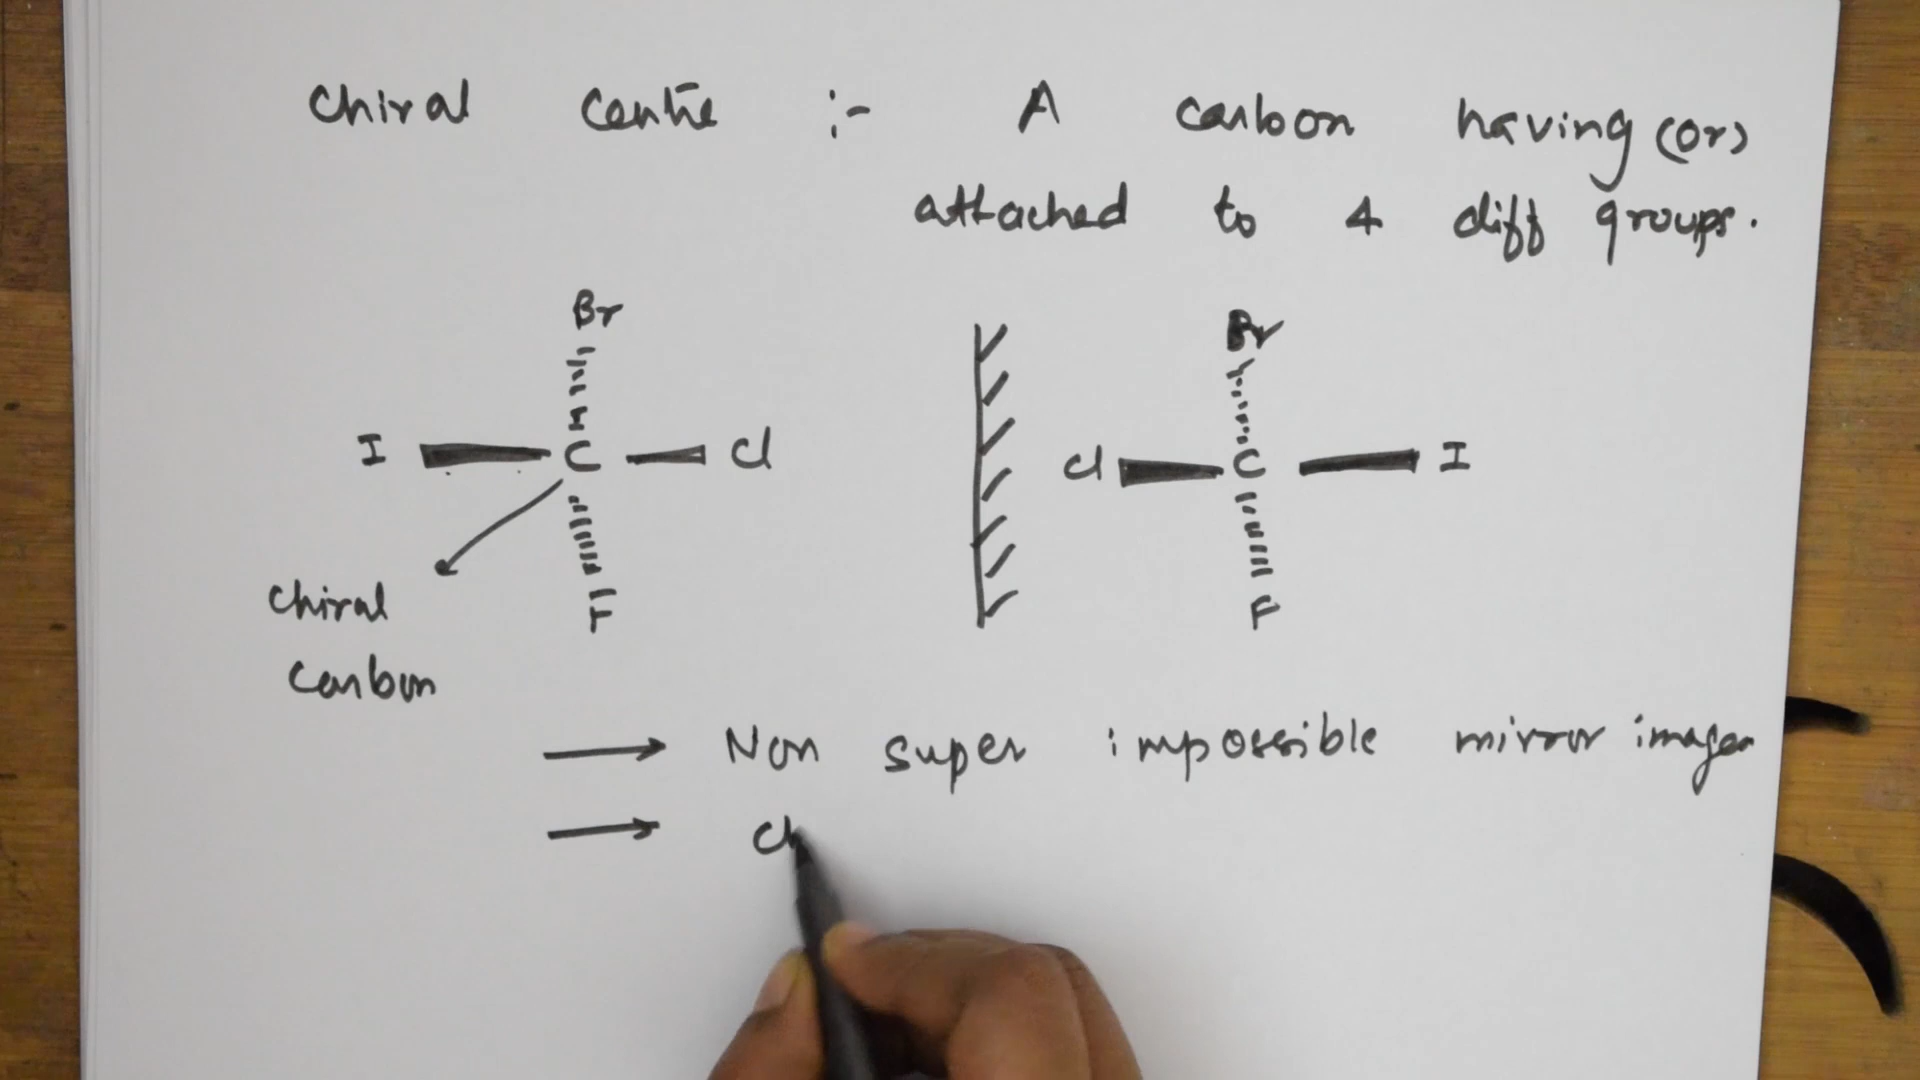 Chiral centre :- A carbon having (or)
attached to 4 diff groups.
Br
I C Cl
F
Br
Cl C I
F
Chiral
Carbon
→ Non super impossible mirror images
→ Ch